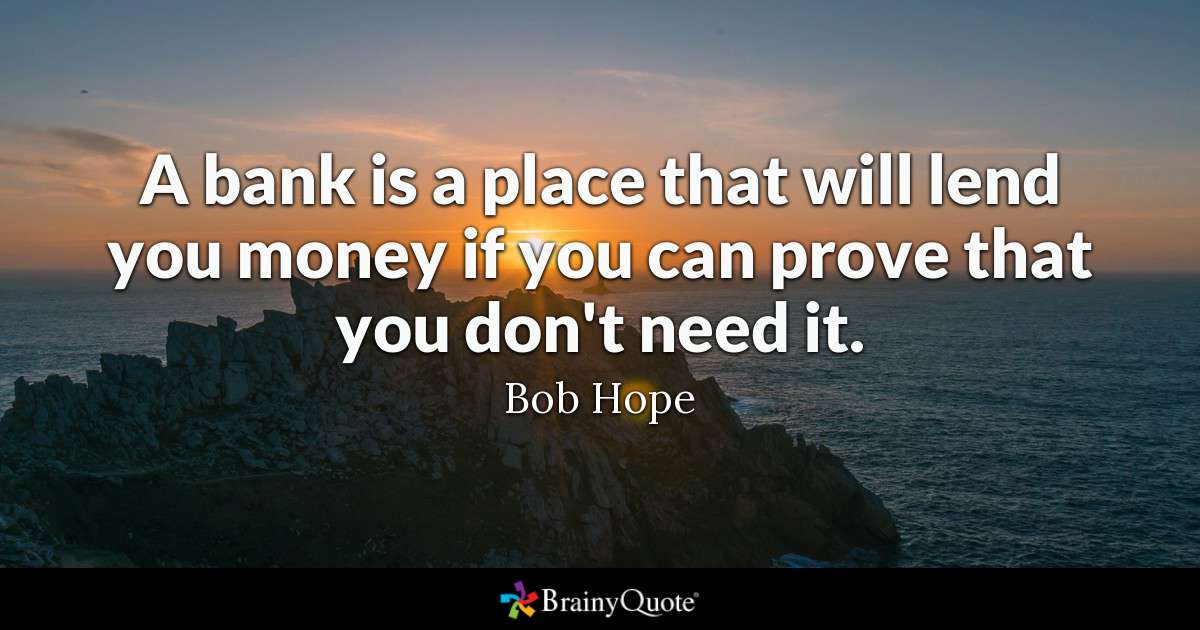 A bank is a place that will lend
you money if you can prove that
you don't need it.
Bob Hope
BrainyQuote®